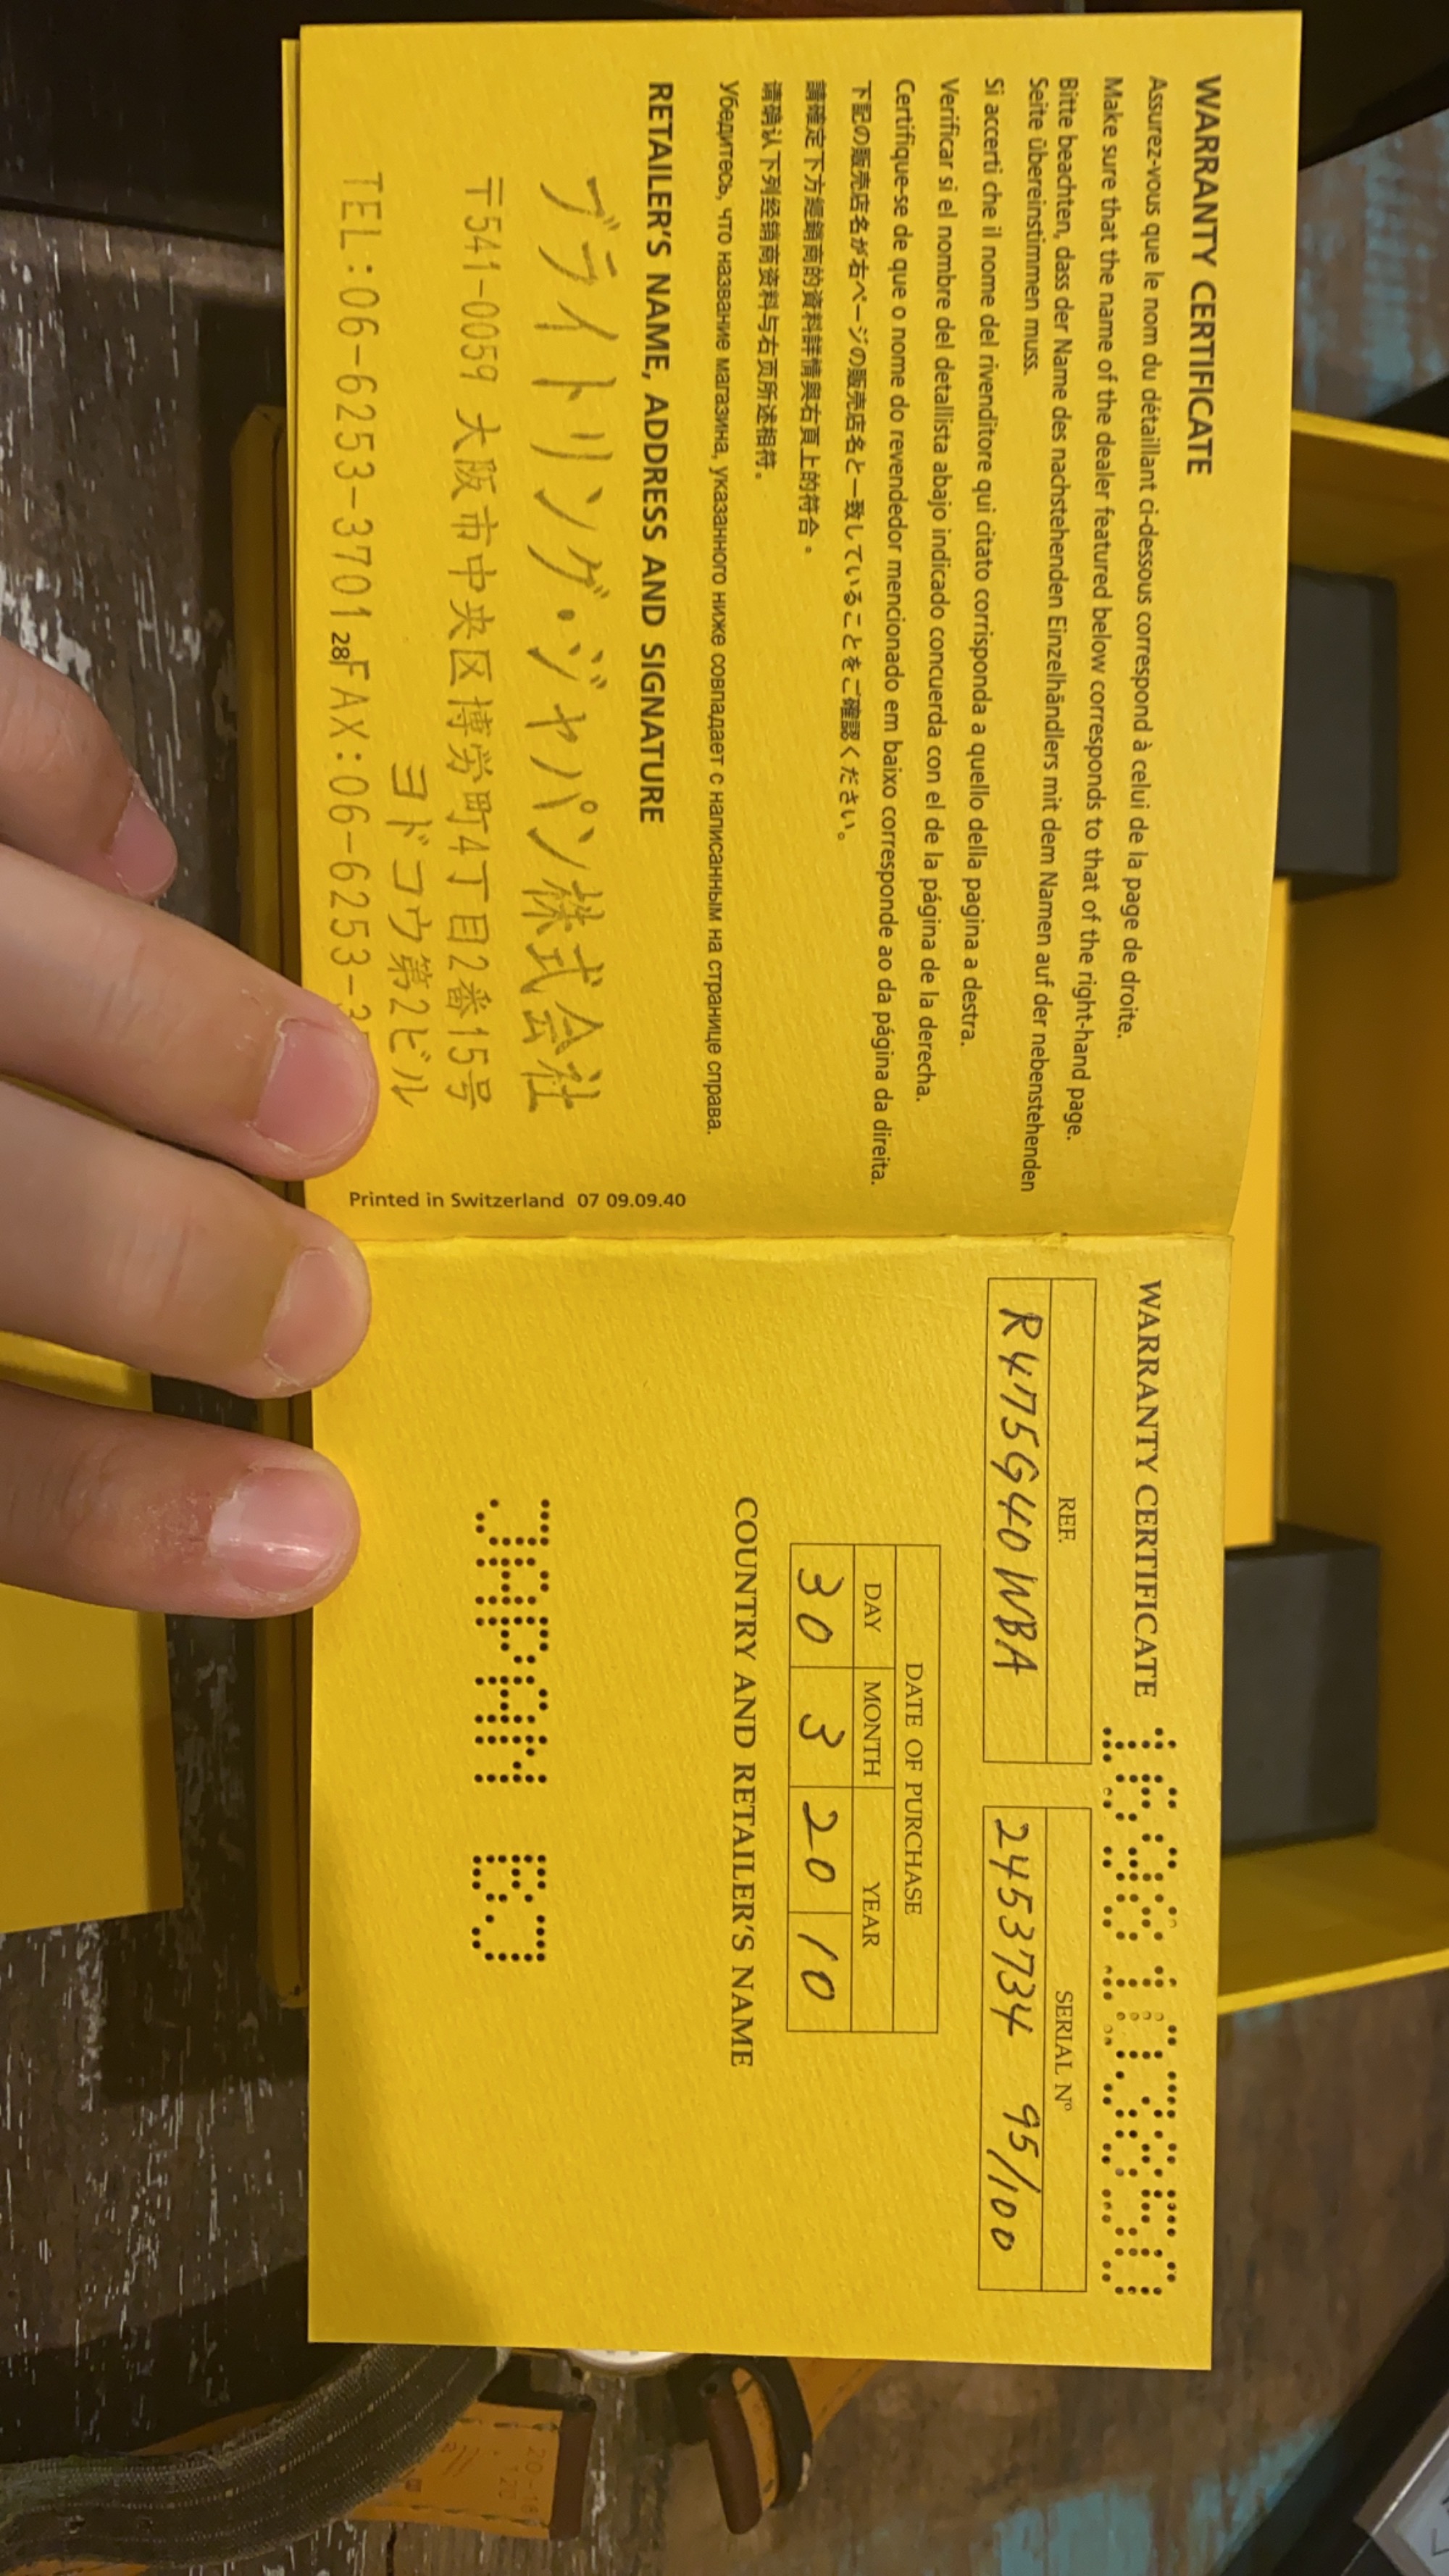 WARRANTY CERTIFICATE
Assurez-vous que le nom du détaillant ci-dessous correspond à celui de la page de droite.
Make sure that the name of the dealer featured below corresponds to that of the right-hand page.
Bitte beachten, dass der Name des nachstehenden Einzelhändlers mit dem Namen auf der nebenstehenden
Seite übereinstimmen muss.
Si accerti che il nome del rivenditore qui citato corrisponda a quello della pagina a destra.
Verificar si el nombre del detallista abajo indicado concuerda con el de la página de la derecha.
Certifique-se de que o nome do revendedor mencionado em baixo corresponde ao da página da direita.
下記の販売店名が右ページの販売店名と一致していることをご確認ください。
請確定下方經銷商的資料詳情與右頁上的符合。
请确认下列经销商资料与右页所述相符。
Убедитесь, что название магазина, указанного ниже совпадает с написанным на странице справа.
RETAILER'S NAME, ADDRESS AND SIGNATURE
ブライトリング・ジャパン株式会社
〒541-0059 大阪市中央区博労町4丁目2番15号
ヨドコウ第2ビル
TEL:06-6253-3701 FAX:06-6253-
28
Printed in Switzerland 07 09.09.40
WARRANTY CERTIFICATE
REF.
R475G40WBA
SERIAL Nº
2453734 95/100
DATE OF PURCHASE
DAY MONTH YEAR
30 3 20 10
COUNTRY AND RETAILER'S NAME
JAPAN BJ